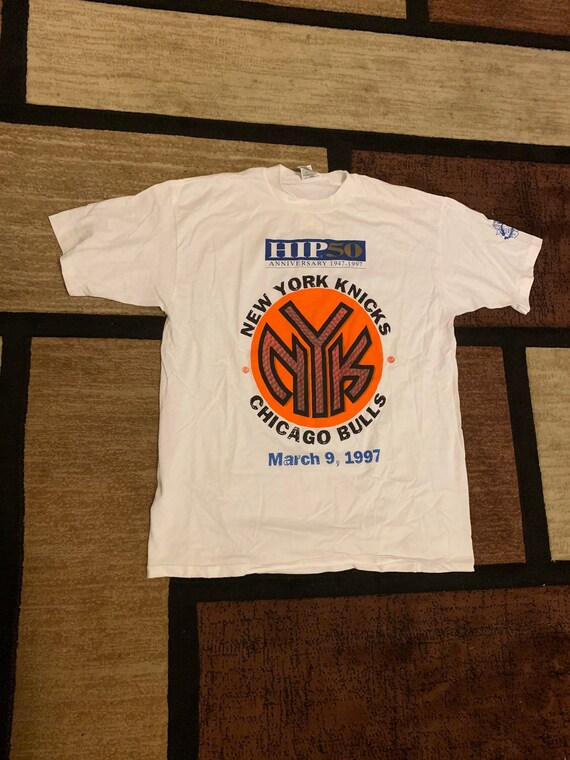 HIP50
ANNIVERSARY 1947-1997
NEW YORK KNICKS
NYK
CHICAGO BULLS
March 9, 1997